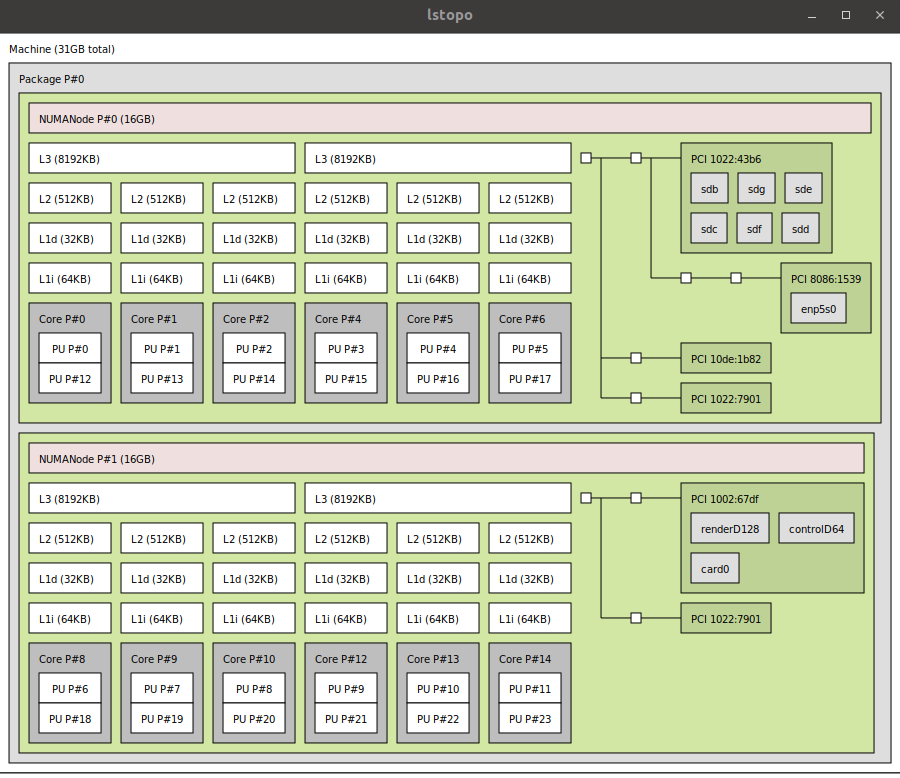 lstopo
Machine (31GB total)
Package P#0
NUMANode P#0 (16GB)
L3 (8192KB) L3 (8192KB)
L2 (512KB) L2 (512KB) L2 (512KB) L2 (512KB) L2 (512KB) L2 (512KB)
L1d (32KB) L1d (32KB) L1d (32KB) L1d (32KB) L1d (32KB) L1d (32KB)
L1i (64KB) L1i (64KB) L1i (64KB) L1i (64KB) L1i (64KB) L1i (64KB)
Core P#0 Core P#1 Core P#2 Core P#4 Core P#5 Core P#6
PU P#0 PU P#1 PU P#2 PU P#3 PU P#4 PU P#5
PU P#12 PU P#13 PU P#14 PU P#15 PU P#16 PU P#17
PCI 1022:43b6
sdb sdg sde
sdc sdf sdd
PCI 8086:1539
enp5s0
PCI 10de:1b82
PCI 1022:7901
NUMANode P#1 (16GB)
L3 (8192KB) L3 (8192KB)
L2 (512KB) L2 (512KB) L2 (512KB) L2 (512KB) L2 (512KB) L2 (512KB)
L1d (32KB) L1d (32KB) L1d (32KB) L1d (32KB) L1d (32KB) L1d (32KB)
L1i (64KB) L1i (64KB) L1i (64KB) L1i (64KB) L1i (64KB) L1i (64KB)
Core P#8 Core P#9 Core P#10 Core P#12 Core P#13 Core P#14
PU P#6 PU P#7 PU P#8 PU P#9 PU P#10 PU P#11
PU P#18 PU P#19 PU P#20 PU P#21 PU P#22 PU P#23
PCI 1002:67df
renderD128 controlD64
card0
PCI 1022:7901